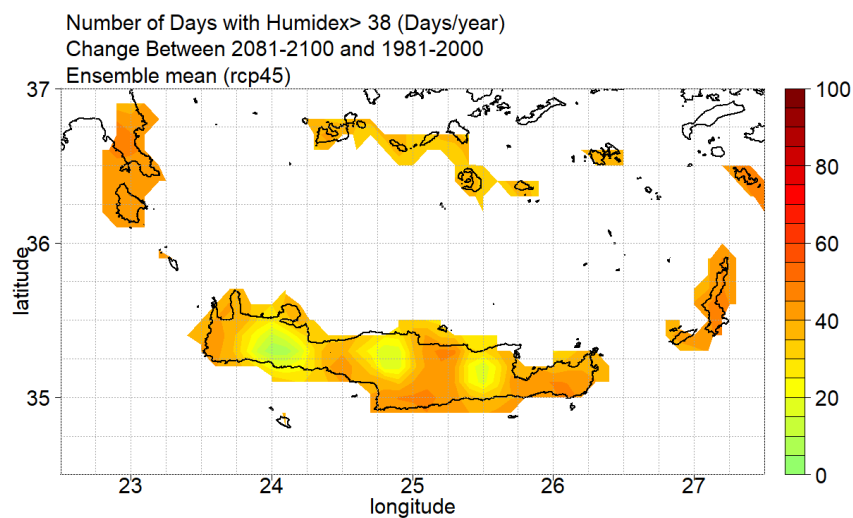 Number of Days with Humidex> 38 (Days/year)
Change Between 2081-2100 and 1981-2000
Ensemble mean (rcp45)
37
36
35
latitude
23
24
25
26
27
longitude
100
80
60
40
20
0